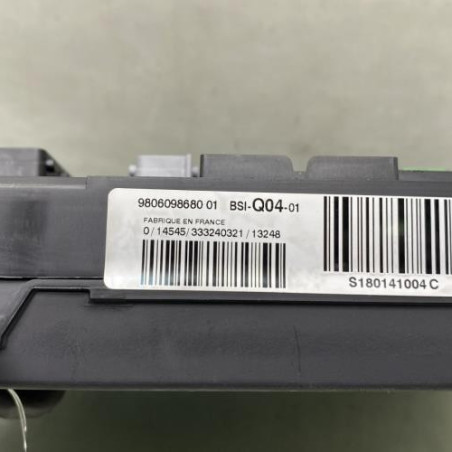 9806098680 01 BSI-Q04-01
FABRIQUE EN FRANCE
0/14545/333240321/13248
S180141004 C